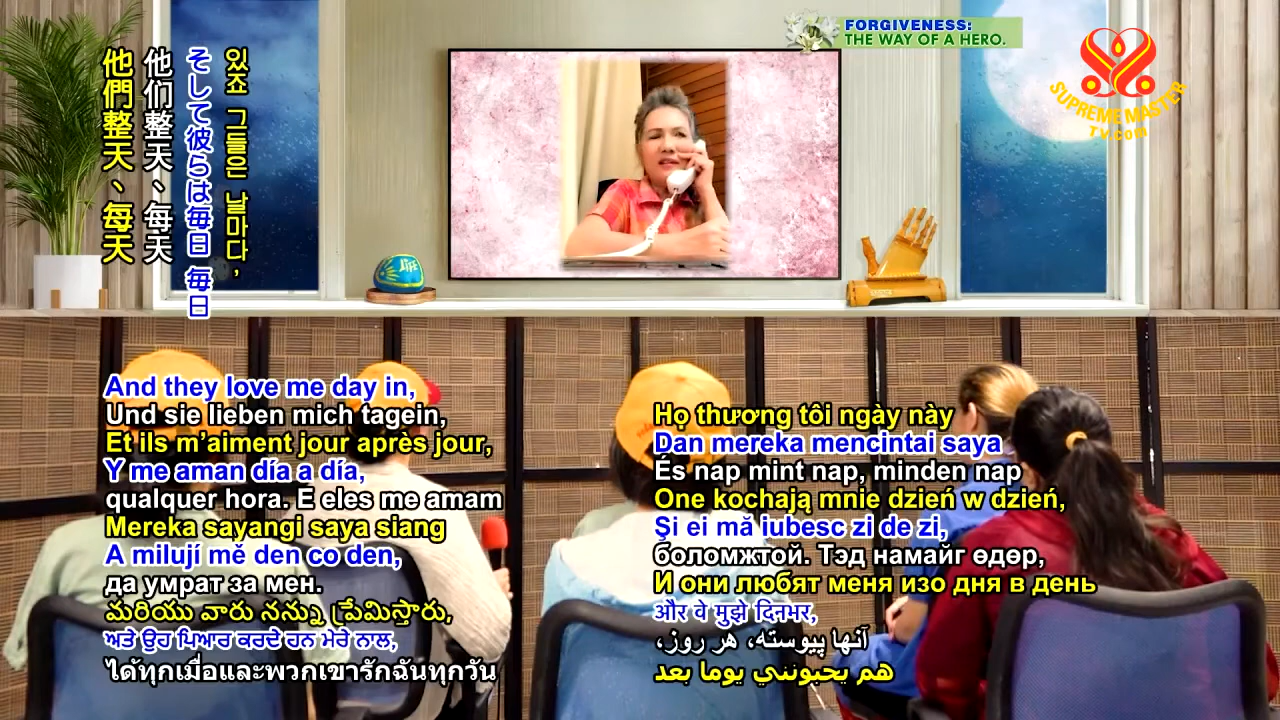 FORGIVENESS:
THE WAY OF A HERO.
SUPREME MASTER
TV.com
LIFE
있죠 그들은 날마다,
そして彼らは毎日 毎日
他们整天、每天
他們整天、每天
And they love me day in,
Und sie lieben mich tagein,
Et ils m’aiment jour après jour,
Y me aman día a día,
qualquer hora. E eles me amam
Mereka sayangi saya siang
A milují mě den co den,
да умрат за мен.
మరియు వారు నన్ను ప్రేమిస్తారు,
ਅਤੇ ਉਹ ਪਿਆਰ ਕਰਦੇ ਹਨ ਮੇਰੇ ਨਾਲ,
ได้ทุกเมื่อและพวกเขารักฉันทุกวัน
Họ thương tôi ngày này
Dan mereka mencintai saya
És nap mint nap, minden nap
One kochają mnie dzień w dzień,
Şi ei mă iubesc zi de zi,
боломжтой. Тэд намайг өдөр,
И они любят меня изо дня в день
और वे मुझे दिनभर,
آنها پیوسته، هر روز،
هم يحبونني يوما بعد